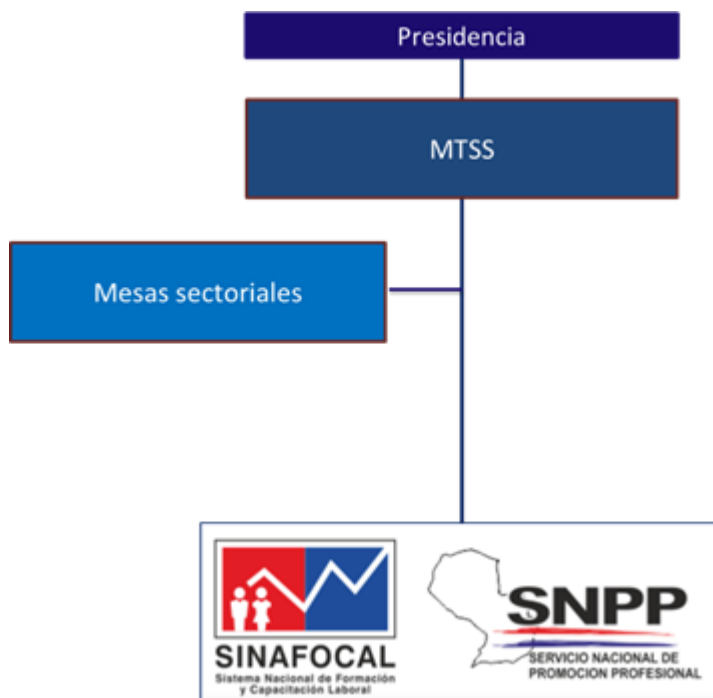 Presidencia
MTSS
Mesas sectoriales
SINAFOCAL
Sistema Nacional de Formación
y Capacitación Laboral
SNPP
SERVICIO NACIONAL DE
PROMOCION PROFESIONAL